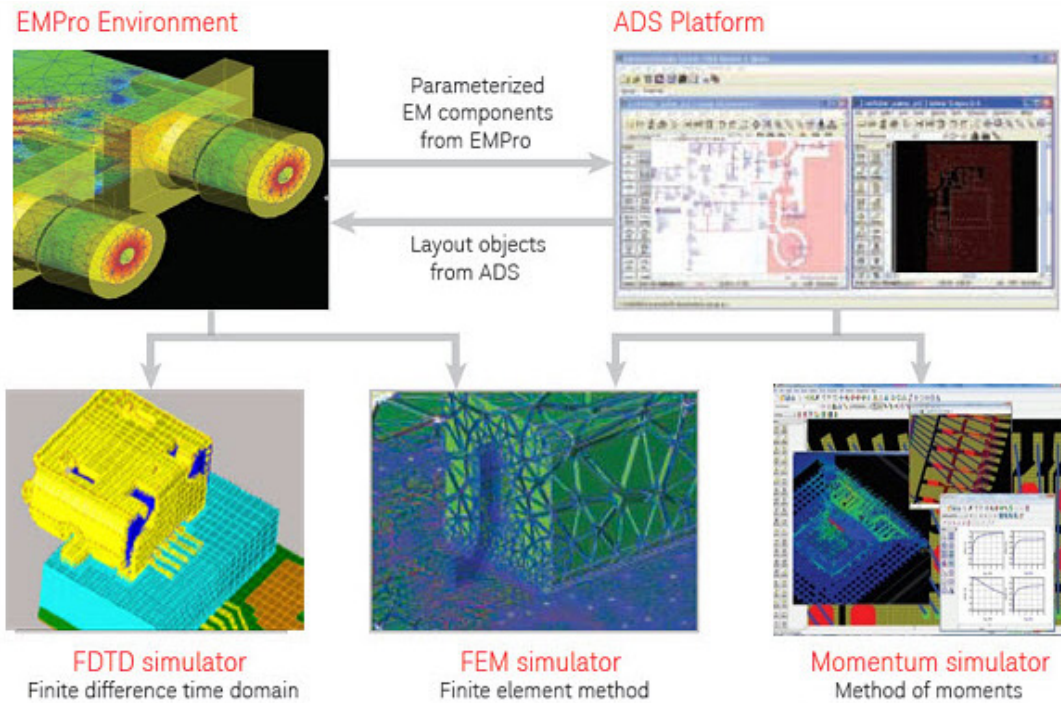 EMPro Environment
ADS Platform
Parameterized
EM components
from EMPro
Layout objects
from ADS
FDTD simulator
Finite difference time domain
FEM simulator
Finite element method
Momentum simulator
Method of moments